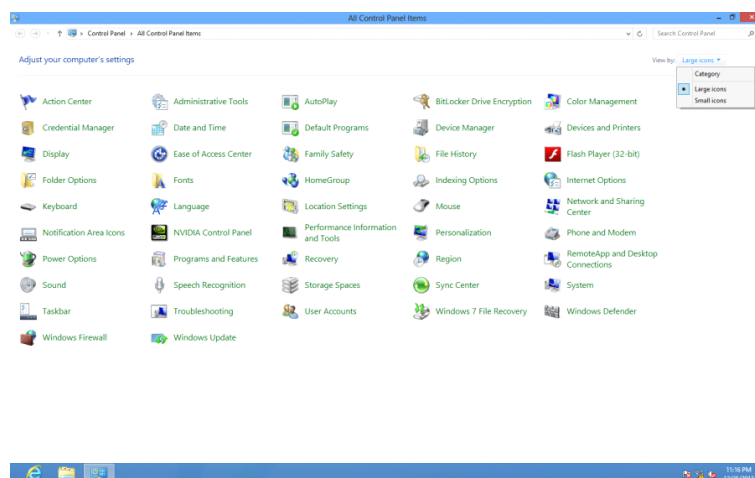 All Control Panel Items
Control Panel All Control Panel Items Search Control Panel
Adjust your computer's settings View by: Large icons
Category
Large icons
Small icons
Action Center Administrative Tools AutoPlay BitLocker Drive Encryption Color Management
Credential Manager Date and Time Default Programs Device Manager Devices and Printers
Display Ease of Access Center Family Safety File History Flash Player (32-bit)
Folder Options Fonts HomeGroup Indexing Options Internet Options
Keyboard Language Location Settings Mouse Network and Sharing
Center
Notification Area Icons NVIDIA Control Panel Performance Information
and Tools Personalization Phone and Modem
Power Options Programs and Features Recovery Region RemoteApp and Desktop
Connections
Sound Speech Recognition Storage Spaces Sync Center System
Taskbar Troubleshooting User Accounts Windows 7 File Recovery Windows Defender
Windows Firewall Windows Update
11:16 PM